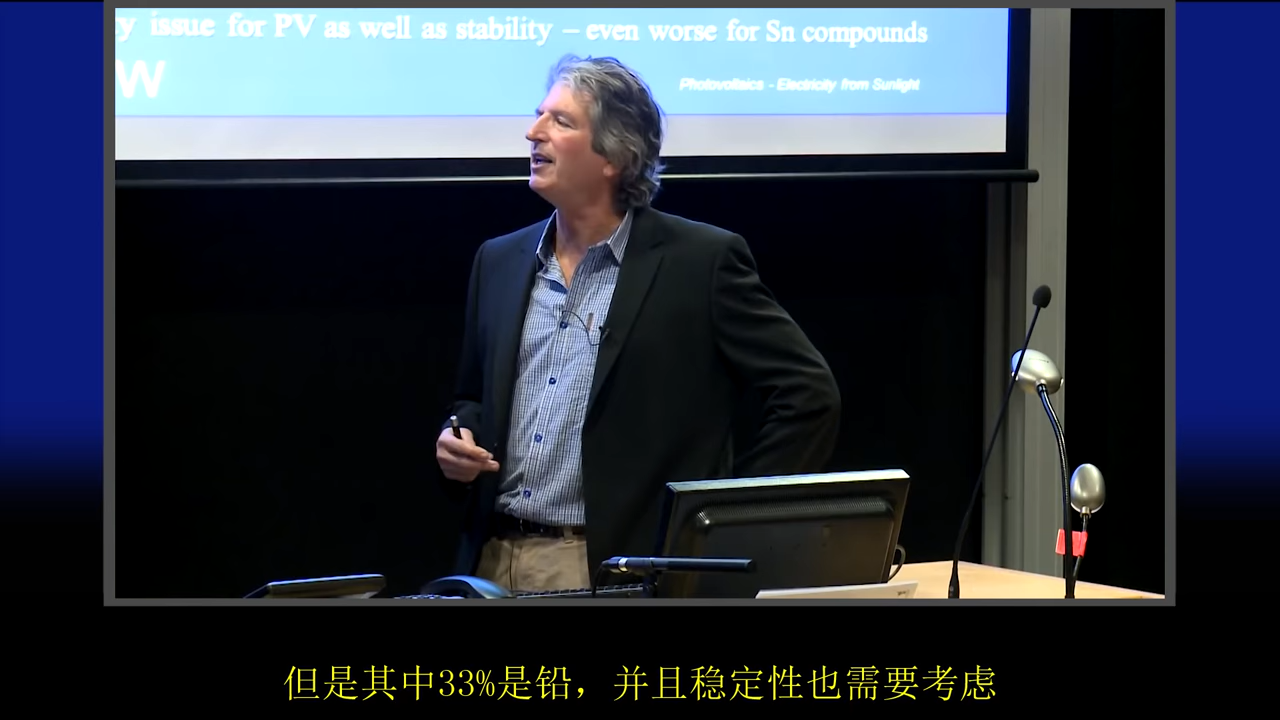 issue for PV as well as stability – even worse for Sn compounds
W
Photovoltaics - Electricity from Sunlight
但是其中33%是铅，并且稳定性也需要考虑